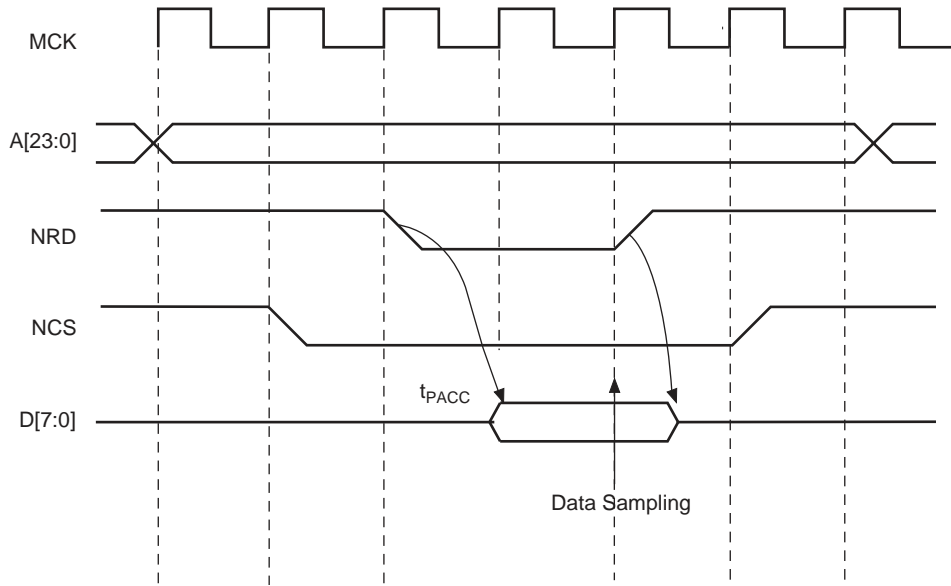 MCK
A[23:0]
NRD
NCS
tPACC
D[7:0]
Data Sampling